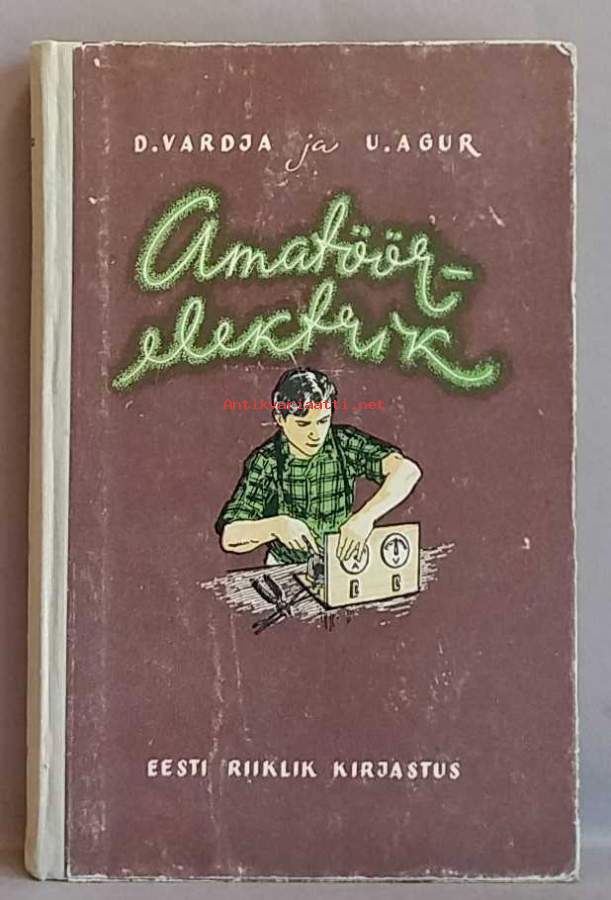 D. VARDJA ja U. AGUR
Amatöör-
elektrik
Antikvariaatti.net
EESTI RIIKLIK KIRJASTUS